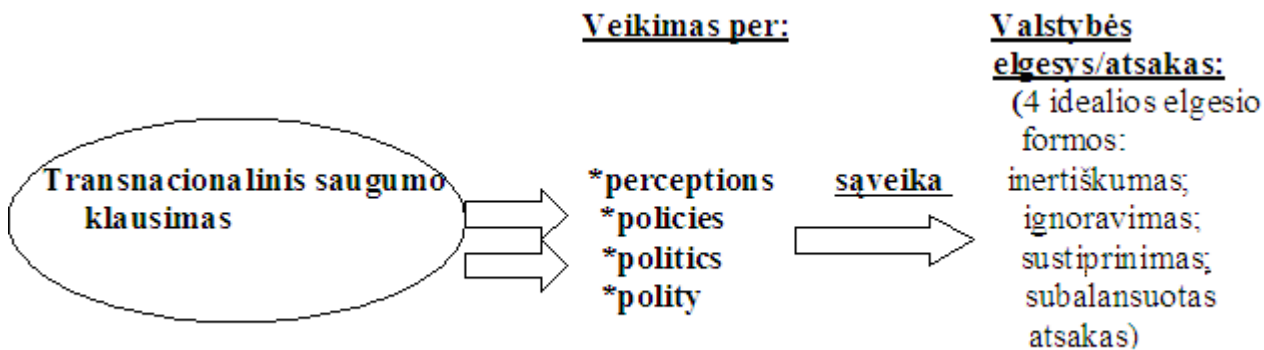 Veikimas per:
Valstybės
elgesys/atsakas:
(4 idealios elgesio
formos:
inertiškumas;
ignoravimas;
sustiprinimas;
subalansuotas
atsakas)
Transnacionalinis saugumo
klausimas
*perceptions
*policies
*politics
*polity
sąveika